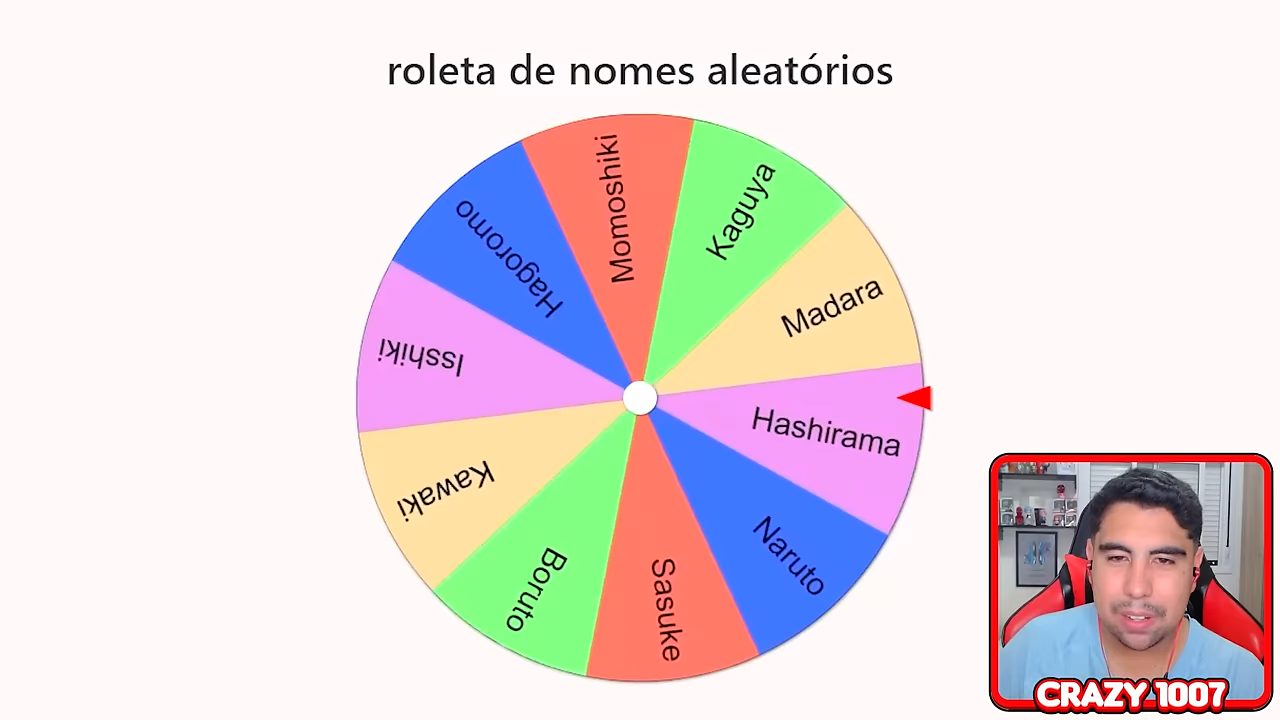 roleta de nomes aleatórios
Momoshiki
Kaguya
Madara
Hashirama
Naruto
Sasuke
Boruto
Kawaki
Isshiki
Hagoromo
CRAZY 1007